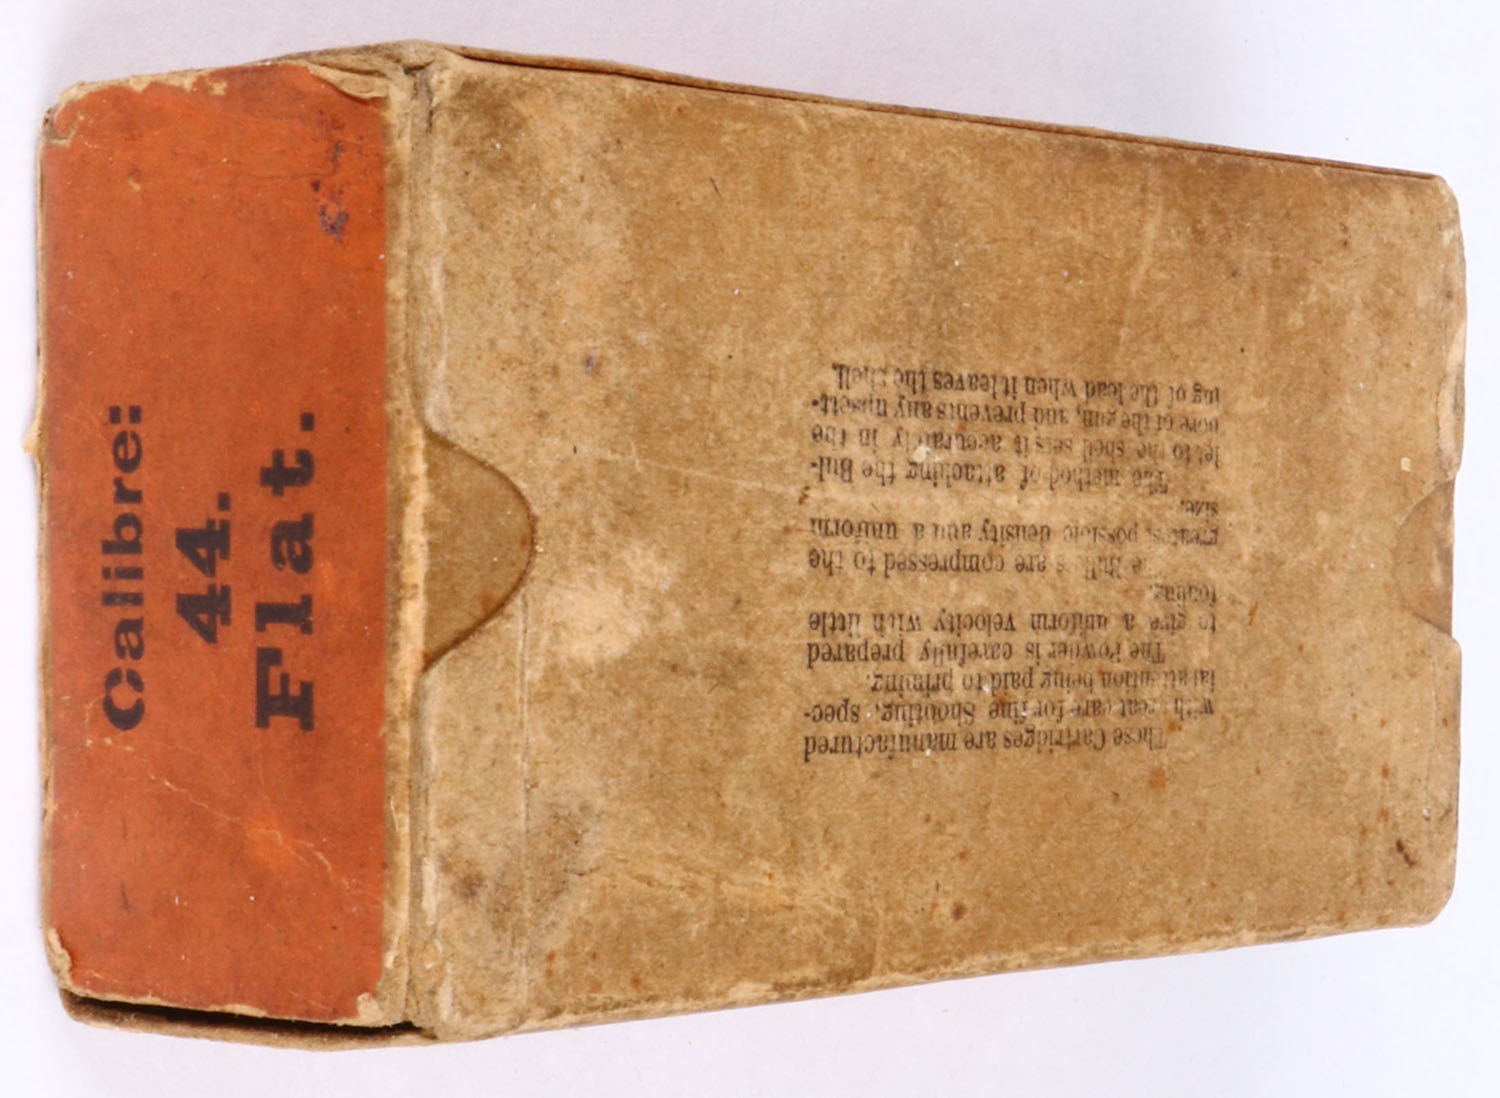 Calibre:
44.
Flat.
These Cartridges are manufactured
with great care for fine Shooting, spec-
ial attention being paid to priming.
The Powder is carefully prepared
to give a uniform velocity with little
fouling.
The Bullets are compressed to the
greatest possible density and a uniform
size.
The method of attaching the Bul-
let to the shell sets it accurately in the
bore of the gun, and prevents any upsett-
ing of the lead when it leaves the shell.